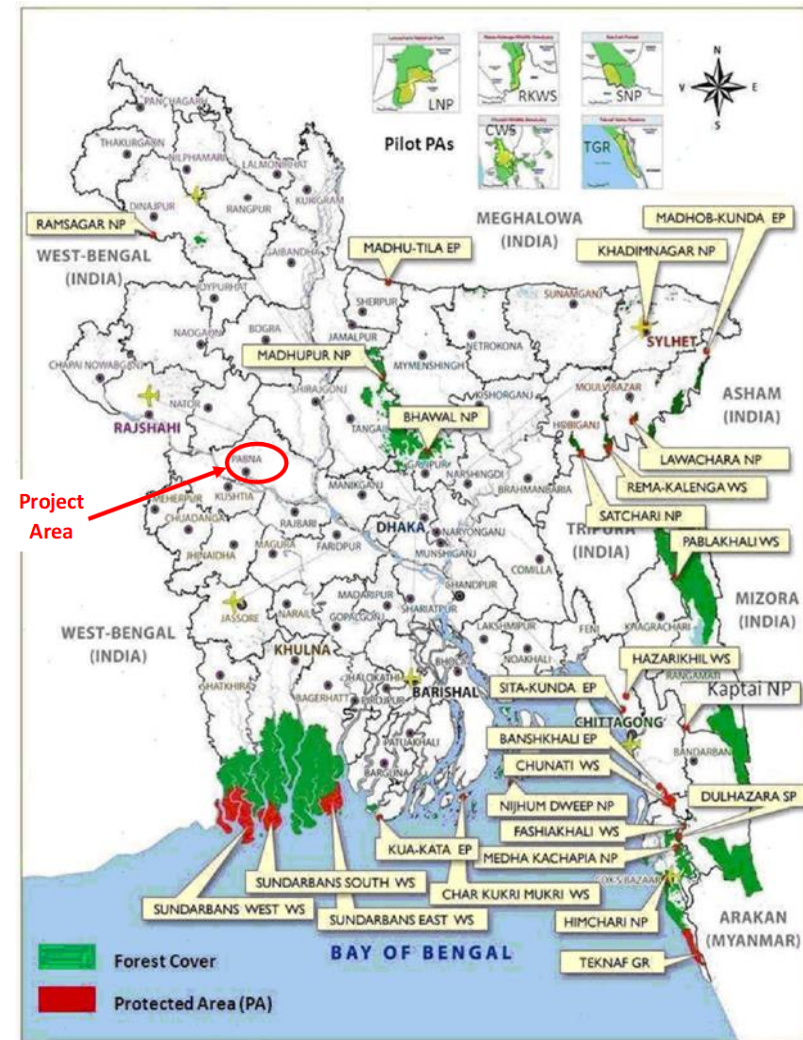 LNP
RKWS
SNP
Pilot PAs
CWS
TGR
N
V
E
S
PANCHAGARH
THAKURGAON
NILPHAMARI
LALMONIRHAT
KURIGRAM
DINAJPUR
RANGPUR
RAMSAGAR NP
WEST-BENGAL
(INDIA)
GAIBANDHA
MADHU-TILA EP
MEGHALOWA
(INDIA)
MADHOB-KUNDA EP
KHADIMNAGAR NP
JOYPURHAT
SHERPUR
SUNAMGANJ
NAOGAON
BOGRA
JAMALPUR
NETROKONA
SYLHET
CHAPAI NOWABGANJ
MADHUPUR NP
MYMENSHINGH
MOULVIBAZAR
ASHAM
(INDIA)
SHIRAJGONJ
KISHORGANJ
NATOR
RAJSHAHI
TANGAIL
BHAWAL NP
HOBIGANJ
LAWACHARA NP
PABNA
GAZIPUR
NARSHINGDI
REMA-KALENGA WS
Project
Area
KUSHTIA
MANIKGANJ
BRAHMANBARIA
SATCHARI NP
MEHERPUR
CHUADANGA
RAJBARI
DHAKA
NARYONGANJ
TRIPURA
(INDIA)
PABLAKHALI WS
JHINAIDHA
MAGURA
FARIDPUR
MUNSHIGANJ
COMILLA
MIZORA
(INDIA)
CHANDPUR
WEST-BENGAL
(INDIA)
JASSORE
NARAIL
MADARIPUR
GOPALGONJ
SHARIATPUR
LAKSHMIPUR
FENI
KHAGRACHARI
KHULNA
NOAKHALI
HAZARIKHIL WS
RANGAMATI
SHATKHIRA
JHALOKATHI
BHOLA
SITA-KUNDA EP
Kaptai NP
BAGERHATT
PIROJPUR
BARISHAL
CHITTAGONG
PATUAKHALI
BANSHKHALI EP
BANDARBAN
BARGUNA
CHUNATI WS
NIJHUM DWEEP NP
DULHAZARA SP
FASHIAKHALI WS
KUA-KATA EP
MEDHA KACHAPIA NP
SUNDARBANS SOUTH WS
CHAR KUKRI MUKRI WS
COX'S BAZAAR
SUNDARBANS WEST WS
SUNDARBANS EAST WS
HIMCHARI NP
ARAKAN
(MYANMAR)
BAY OF BENGAL
TEKNAF GR
Forest Cover
Protected Area (PA)